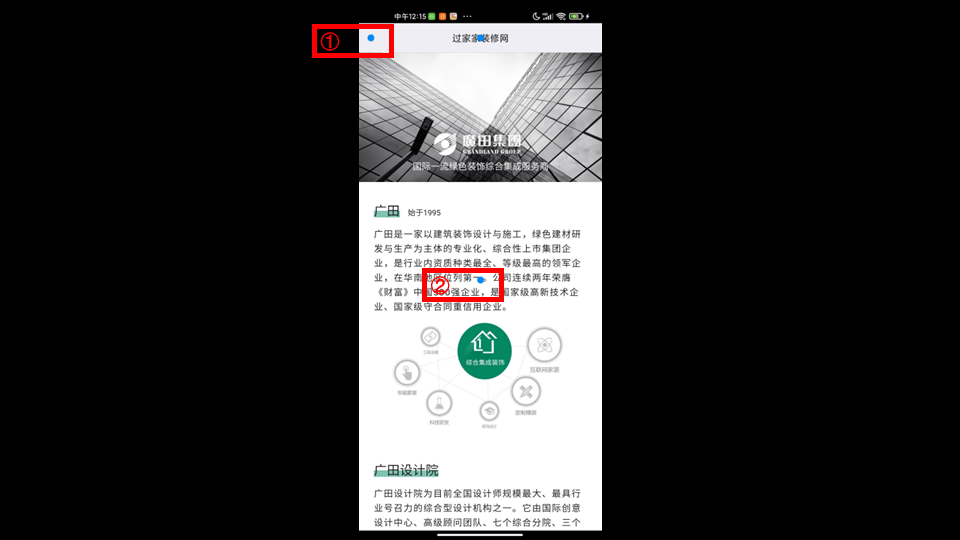 中午12:15
过家家装修网
①
廣田集團
GRANDLAND GROUP
国际一流绿色装饰综合集成服务商
广田 始于1995
广田是一家以建筑装饰设计与施工，绿色建材研
发与生产为主体的专业化、综合性上市集团企
业，是行业内资质种类最全、等级最高的领军企
业，在华南地区位列第一。公司连续两年荣膺
②
《财富》中国500强企业，是国家级高新技术企
业、国家级守合同重信用企业。
综合集成装饰
互联网家装
智能家居
定制精装
科技研发
广田设计院
广田设计院为目前全国设计师规模最大、最具行
业号召力的综合型设计机构之一。它由国际创意
设计中心、高级顾问团队、七个综合分院、三个